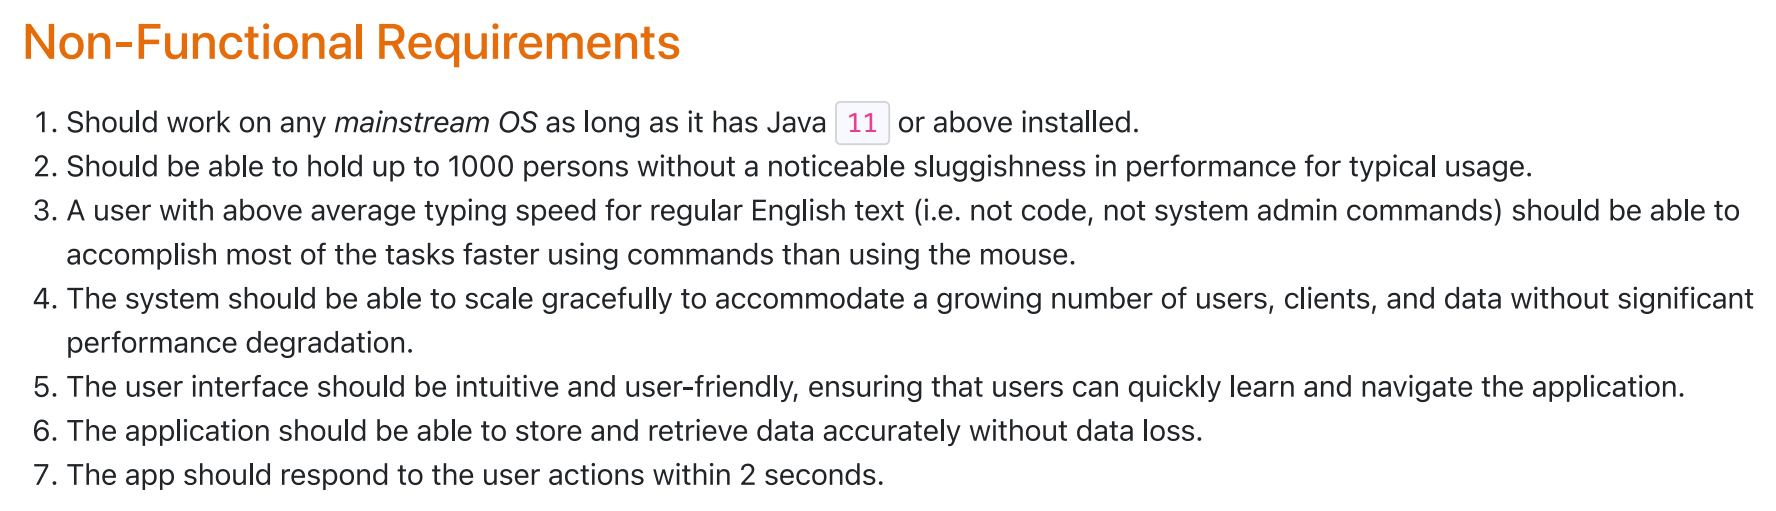 Non-Functional Requirements
1. Should work on any mainstream OS as long as it has Java 11 or above installed.
2. Should be able to hold up to 1000 persons without a noticeable sluggishness in performance for typical usage.
3. A user with above average typing speed for regular English text (i.e. not code, not system admin commands) should be able to
accomplish most of the tasks faster using commands than using the mouse.
4. The system should be able to scale gracefully to accommodate a growing number of users, clients, and data without significant
performance degradation.
5. The user interface should be intuitive and user-friendly, ensuring that users can quickly learn and navigate the application.
6. The application should be able to store and retrieve data accurately without data loss.
7. The app should respond to the user actions within 2 seconds.